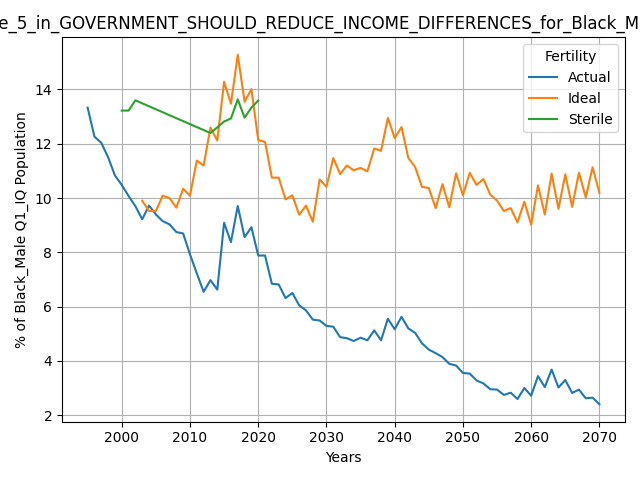 e_5_in_GOVERNMENT_SHOULD_REDUCE_INCOME_DIFFERENCES_for_Black_M
Fertility
Actual
Ideal
Sterile
% of Black_Male Q1_IQ Population
14
12
10
8
6
4
2
2000 2010 2020 2030 2040 2050 2060 2070
Years